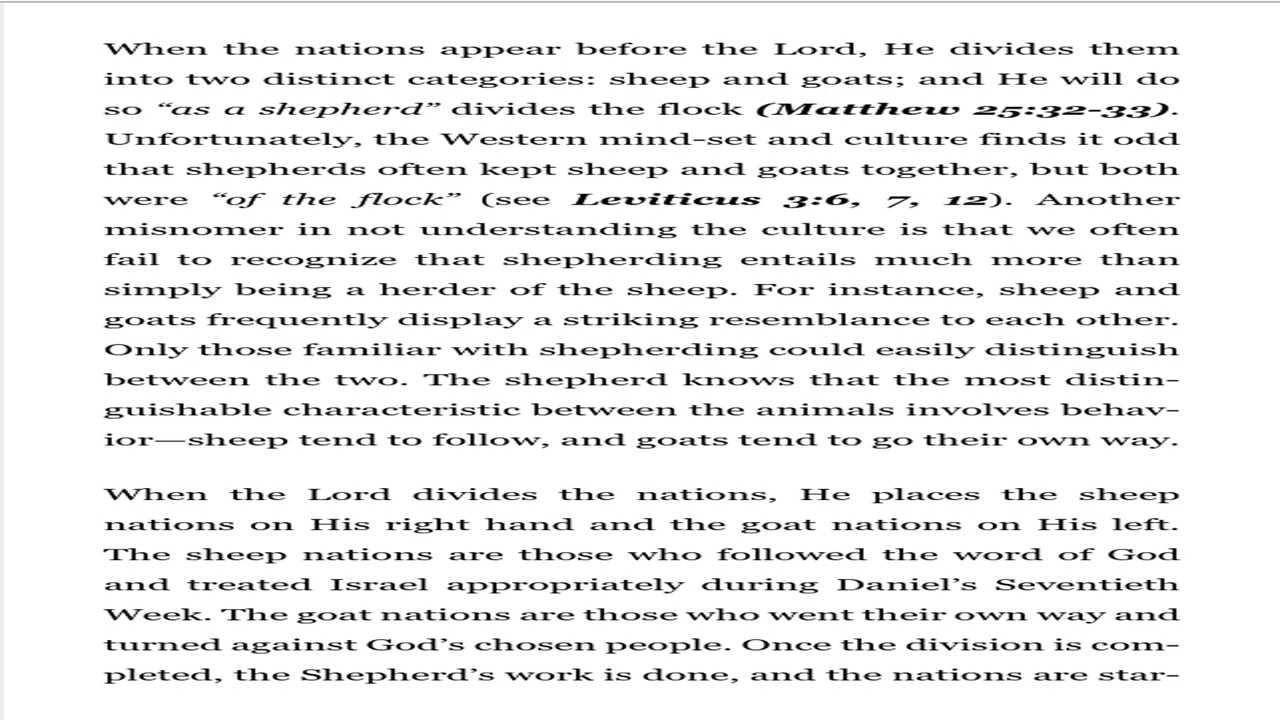 When the nations appear before the Lord, He divides them
into two distinct categories: sheep and goats; and He will do
so “as a shepherd” divides the flock (Matthew 25:32-33).
Unfortunately, the Western mind-set and culture finds it odd
that shepherds often kept sheep and goats together, but both
were “of the flock” (see Leviticus 3:6, 7, 12). Another
misnomer in not understanding the culture is that we often
fail to recognize that shepherding entails much more than
simply being a herder of the sheep. For instance, sheep and
goats frequently display a striking resemblance to each other.
Only those familiar with shepherding could easily distinguish
between the two. The shepherd knows that the most distin-
guishable characteristic between the animals involves behav-
ior—sheep tend to follow, and goats tend to go their own way.
When the Lord divides the nations, He places the sheep
nations on His right hand and the goat nations on His left.
The sheep nations are those who followed the word of God
and treated Israel appropriately during Daniel’s Seventieth
Week. The goat nations are those who went their own way and
turned against God’s chosen people. Once the division is com-
pleted, the Shepherd’s work is done, and the nations are star-